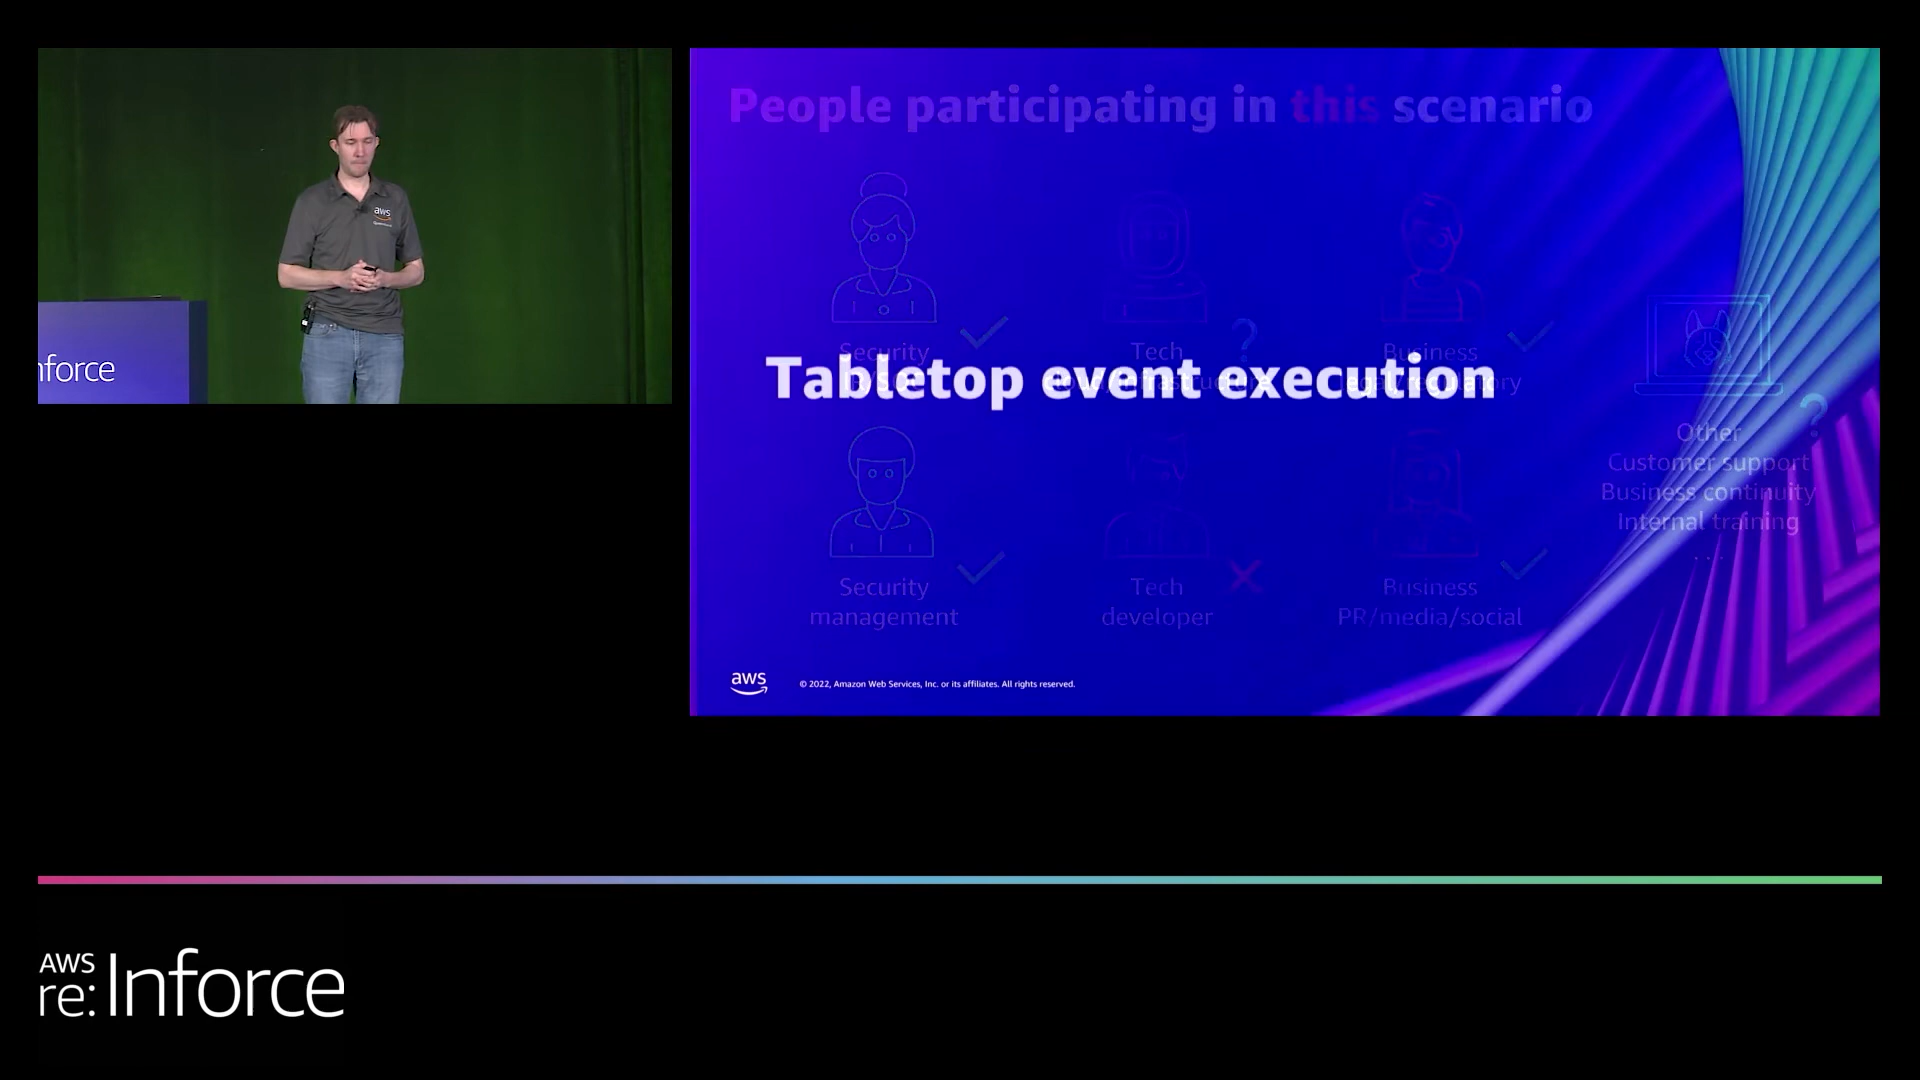 aws
nforce
People participating in this scenario
Security
Tech
Business
Tabletop event execution
Other
Customer support
Business continuity
Internal training
...
Security
management
Tech
developer
Business
PR/media/social
aws
© 2022, Amazon Web Services, Inc. or its affiliates. All rights reserved.
AWS
re:Inforce